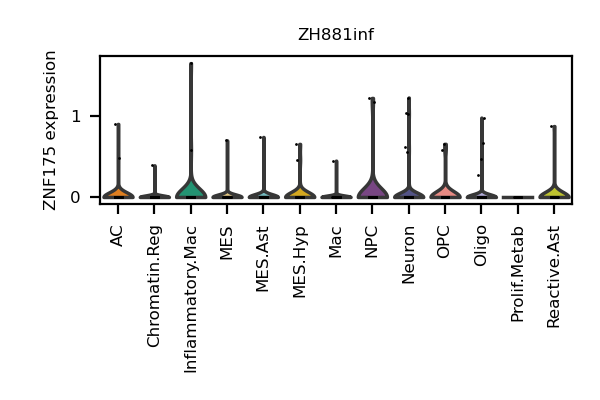 ZH881inf
ZNF175 expression
1
0
AC
Chromatin.Reg
Inflammatory.Mac
MES
MES.Ast
MES.Hyp
Mac
NPC
Neuron
OPC
Oligo
Prolif.Metab
Reactive.Ast